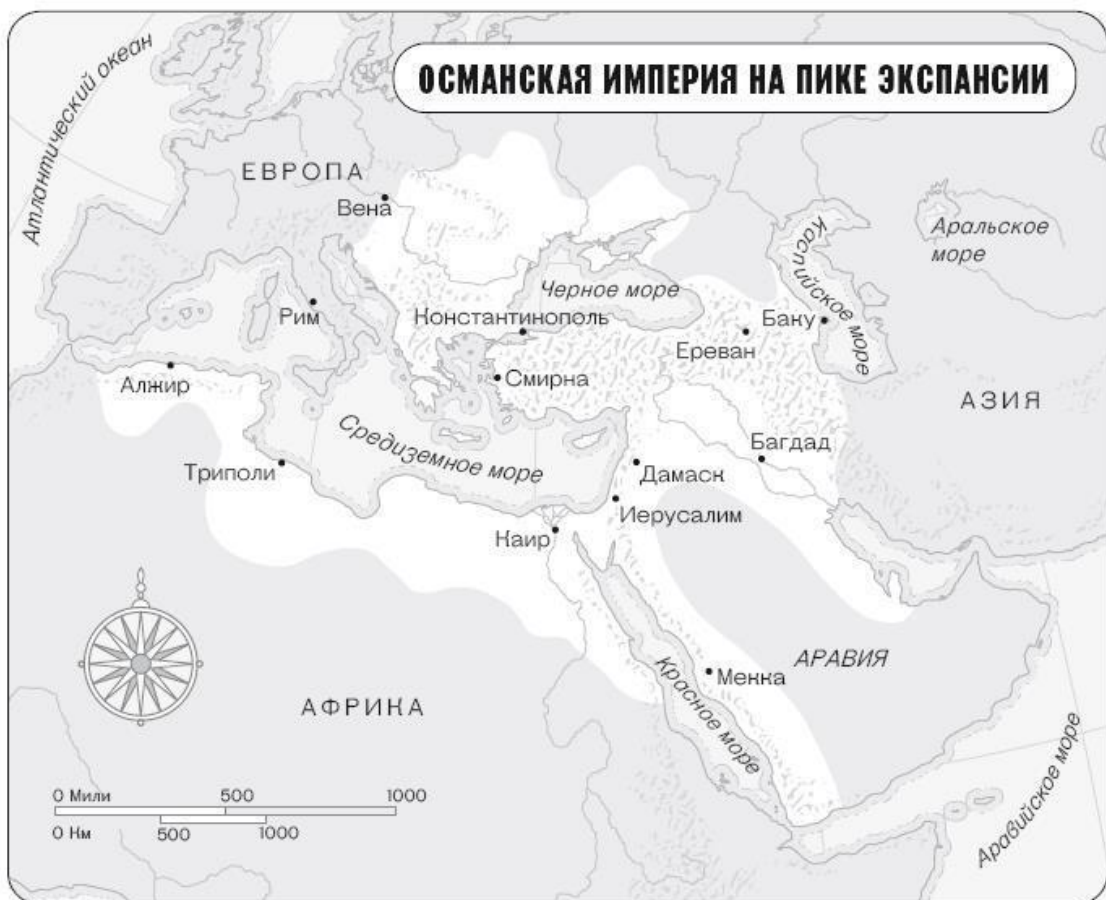 ОСМАНСКАЯ ИМПЕРИЯ НА ПИКЕ ЭКСПАНСИИ
Атлантический океан
ЕВРОПА
Вена
Аральское
море
Каспийское
море
Черное море
Рим
Константинополь
Баку
Ереван
Алжир
Смирна
АЗИЯ
Средиземное море
Багдад
Триполи
Дамаск
Иерусалим
Каир
АРАВИЯ
Мекка
Красное море
АФРИКА
Аравийское море
0 Мили 500 1000
0 Км 500 1000